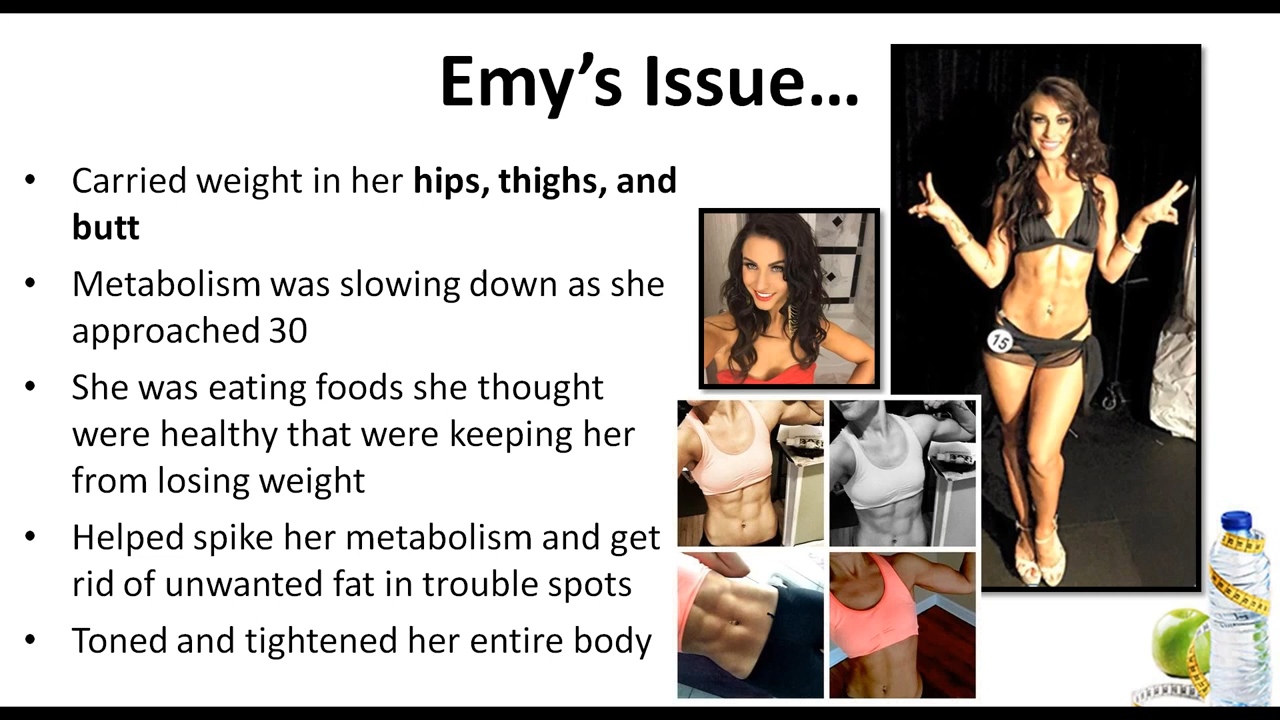 Emy’s Issue…
• Carried weight in her hips, thighs, and
butt
• Metabolism was slowing down as she
approached 30
• She was eating foods she thought
were healthy that were keeping her
from losing weight
• Helped spike her metabolism and get
rid of unwanted fat in trouble spots
• Toned and tightened her entire body
15